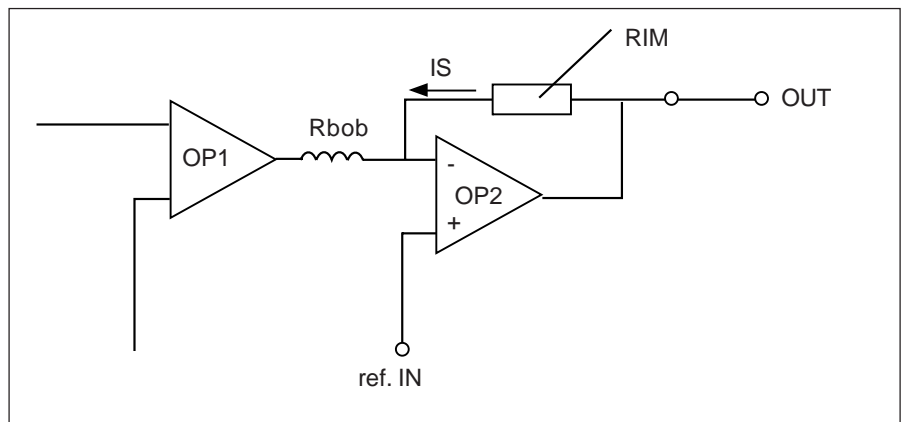 RIM
IS
OUT
Rbob
OP1
-
OP2
+
ref. IN